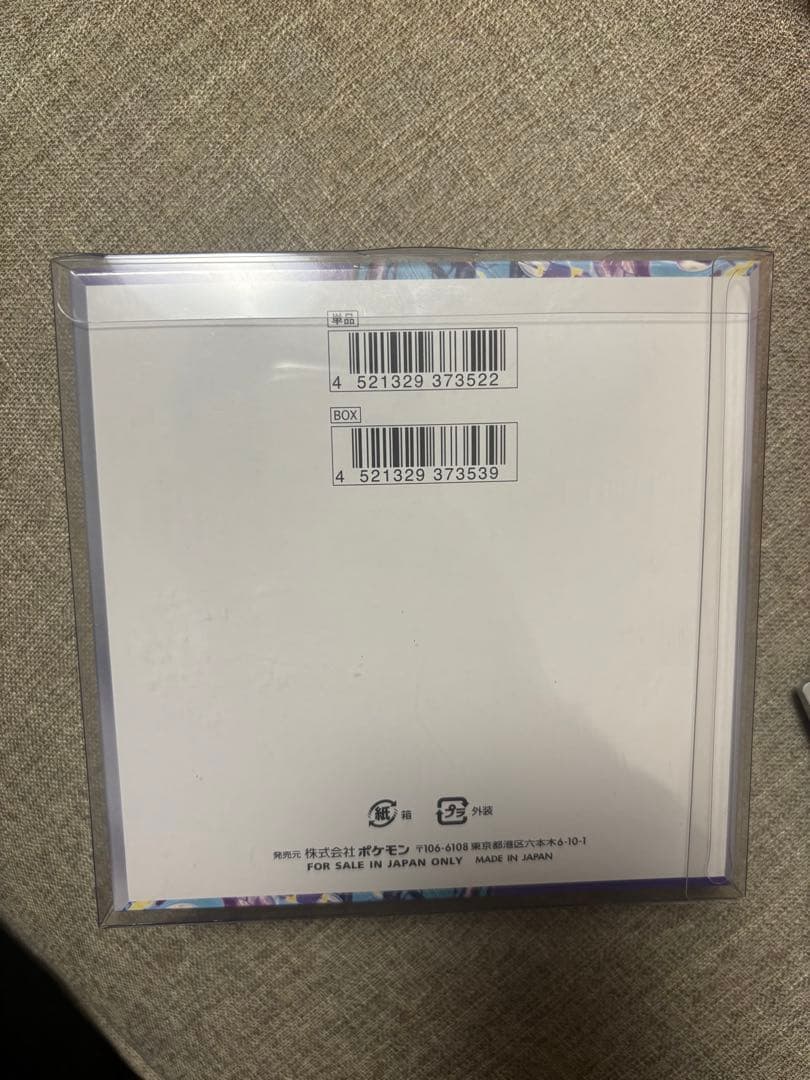 単品
4 521329 373522
BOX
4 521329 373539
紙 箱 プラ 外装
発売元 株式会社 ポケモン 〒106-6108 東京都港区六本木6-10-1
FOR SALE IN JAPAN ONLY MADE IN JAPAN